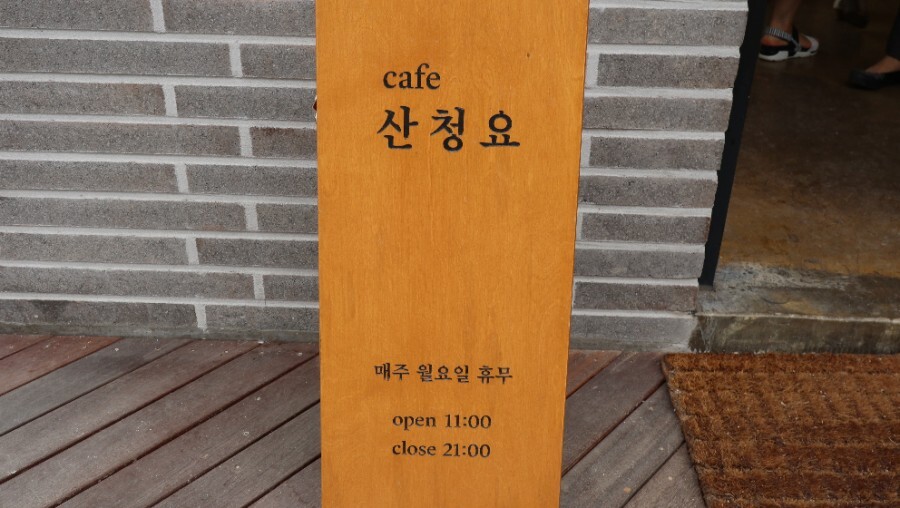 cafe
산청요
매주 월요일 휴무
open 11:00
close 21:00